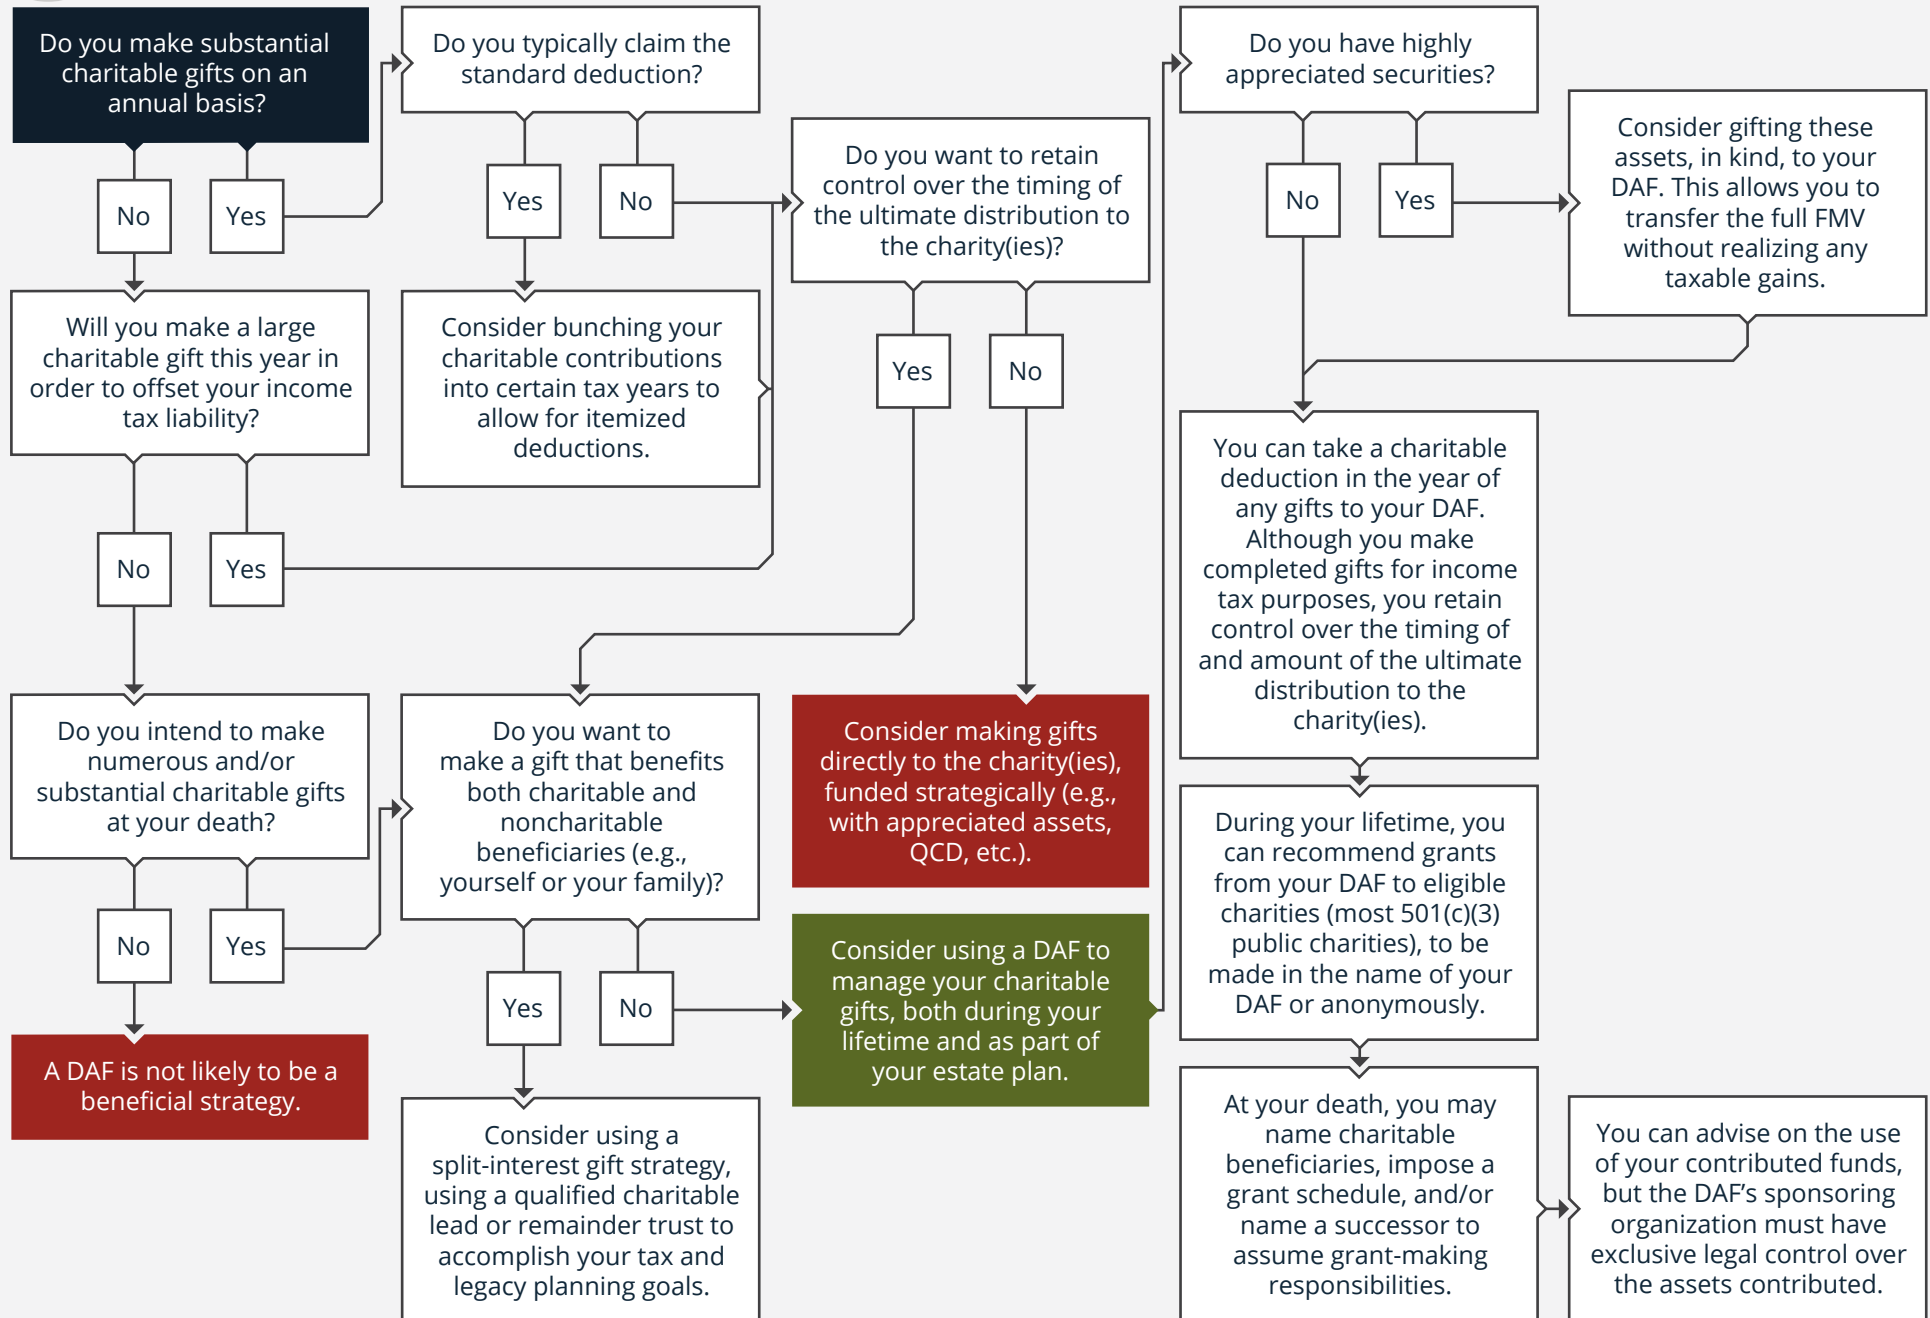 Do you make substantial
charitable gifts on an
annual basis?
No
Yes
Will you make a large
charitable gift this year in
order to offset your income
tax liability?
No
Yes
Do you intend to make
numerous and/or
substantial charitable gifts
at your death?
No
Yes
A DAF is not likely to be a
beneficial strategy.
Do you typically claim the
standard deduction?
Yes
No
Consider bunching your
charitable contributions
into certain tax years to
allow for itemized
deductions.
Do you want to retain
control over the timing of
the ultimate distribution to
the charity(ies)?
Yes
No
Do you want to
make a gift that benefits
both charitable and
noncharitable
beneficiaries (e.g.,
yourself or your family)?
Yes
No
Consider using a
split-interest gift strategy,
using a qualified charitable
lead or remainder trust to
accomplish your tax and
legacy planning goals.
Consider making gifts
directly to the charity(ies),
funded strategically (e.g.,
with appreciated assets,
QCD, etc.).
Consider using a DAF to
manage your charitable
gifts, both during your
lifetime and as part of
your estate plan.
Do you have highly
appreciated securities?
No
Yes
Consider gifting these
assets, in kind, to your
DAF. This allows you to
transfer the full FMV
without realizing any
taxable gains.
You can take a charitable
deduction in the year of
any gifts to your DAF.
Although you make
completed gifts for income
tax purposes, you retain
control over the timing of
and amount of the ultimate
distribution to the
charity(ies).
During your lifetime, you
can recommend grants
from your DAF to eligible
charities (most 501(c)(3)
public charities), to be
made in the name of your
DAF or anonymously.
At your death, you may
name charitable
beneficiaries, impose a
grant schedule, and/or
name a successor to
assume grant-making
responsibilities.
You can advise on the use
of your contributed funds,
but the DAF’s sponsoring
organization must have
exclusive legal control over
the assets contributed.